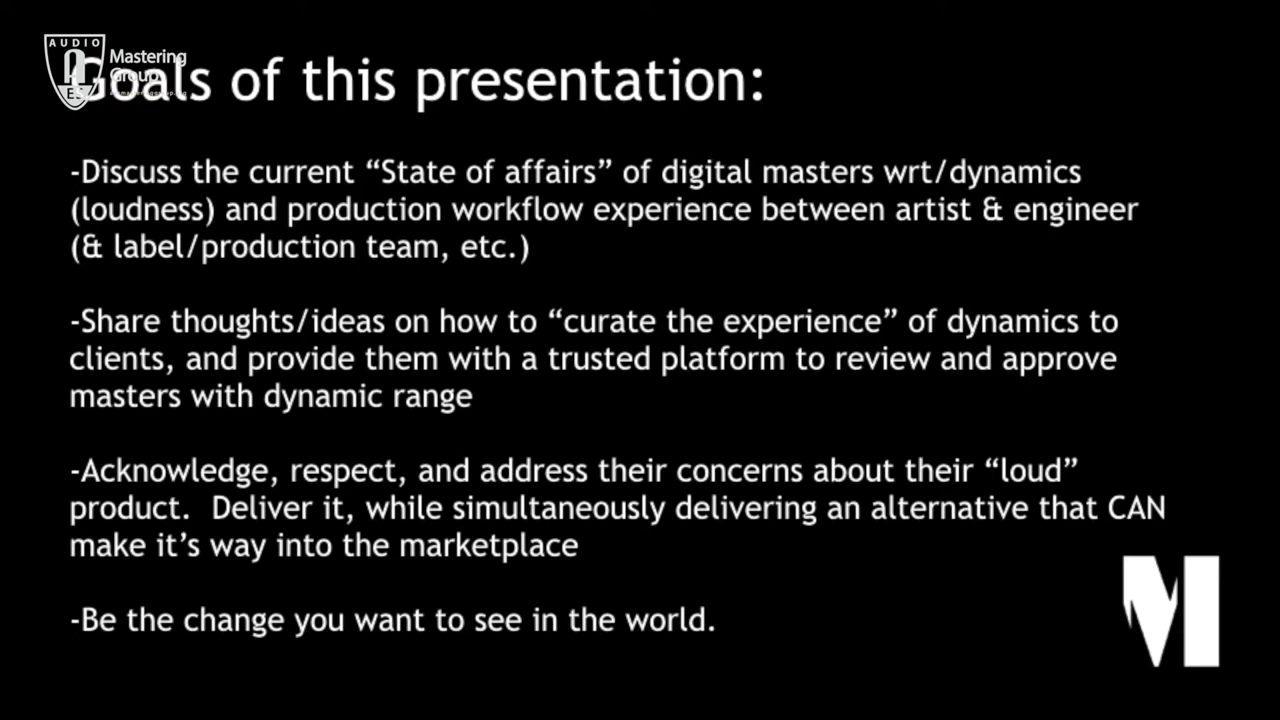 AUDIO
AES
Mastering
Group
Goals of this presentation:
-Discuss the current “State of affairs” of digital masters wrt/dynamics
(loudness) and production workflow experience between artist & engineer
(& label/production team, etc.)
-Share thoughts/ideas on how to “curate the experience” of dynamics to
clients, and provide them with a trusted platform to review and approve
masters with dynamic range
-Acknowledge, respect, and address their concerns about their “loud”
product.  Deliver it, while simultaneously delivering an alternative that CAN
make it’s way into the marketplace
-Be the change you want to see in the world.
M